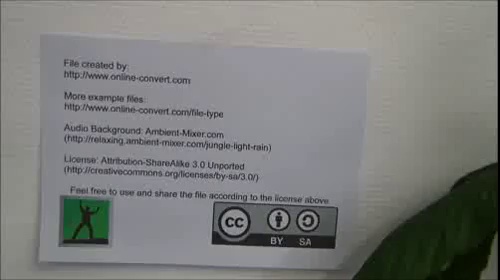 File created by:
http://www.online-convert.com
More example files:
http://www.online-convert.com/file-type
Audio Background: Ambient-Mixer.com
(http://relaxing.ambient-mixer.com/jungle-light-rain)
License: Attribution-ShareAlike 3.0 Unported
(http://creativecommons.org/licenses/by-sa/3.0/)
Feel free to use and share the file according to the license above
cc
BY SA